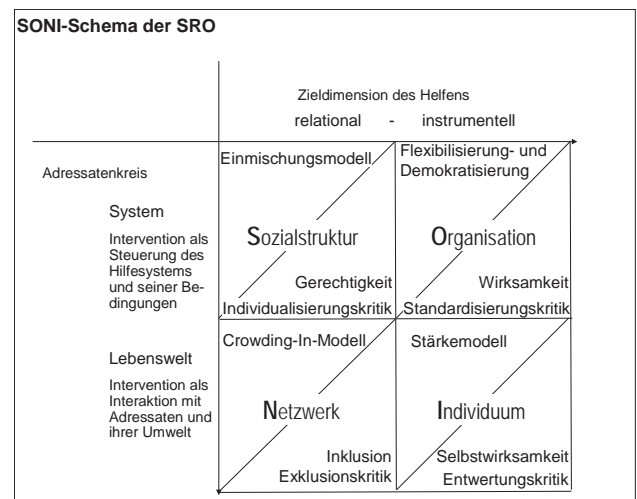 SONI-Schema der SRO
Zieldimension des Helfens
relational - instrumentell
Adressatenkreis
Einmischungsmodell
Flexibilisierung- und
Demokratisierung
System
Intervention als
Steuerung des
Hilfesystems
und seiner Be-
dingungen
Sozialstruktur
Gerechtigkeit
Individualisierungskritik
Organisation
Wirksamkeit
Standardisierungskritik
Lebenswelt
Intervention als
Interaktion mit
Adressaten und
ihrer Umwelt
Crowding-In-Modell
Netzwerk
Inklusion
Exklusionskritik
Stärkemodell
Individuum
Selbstwirksamkeit
Entwertungskritik